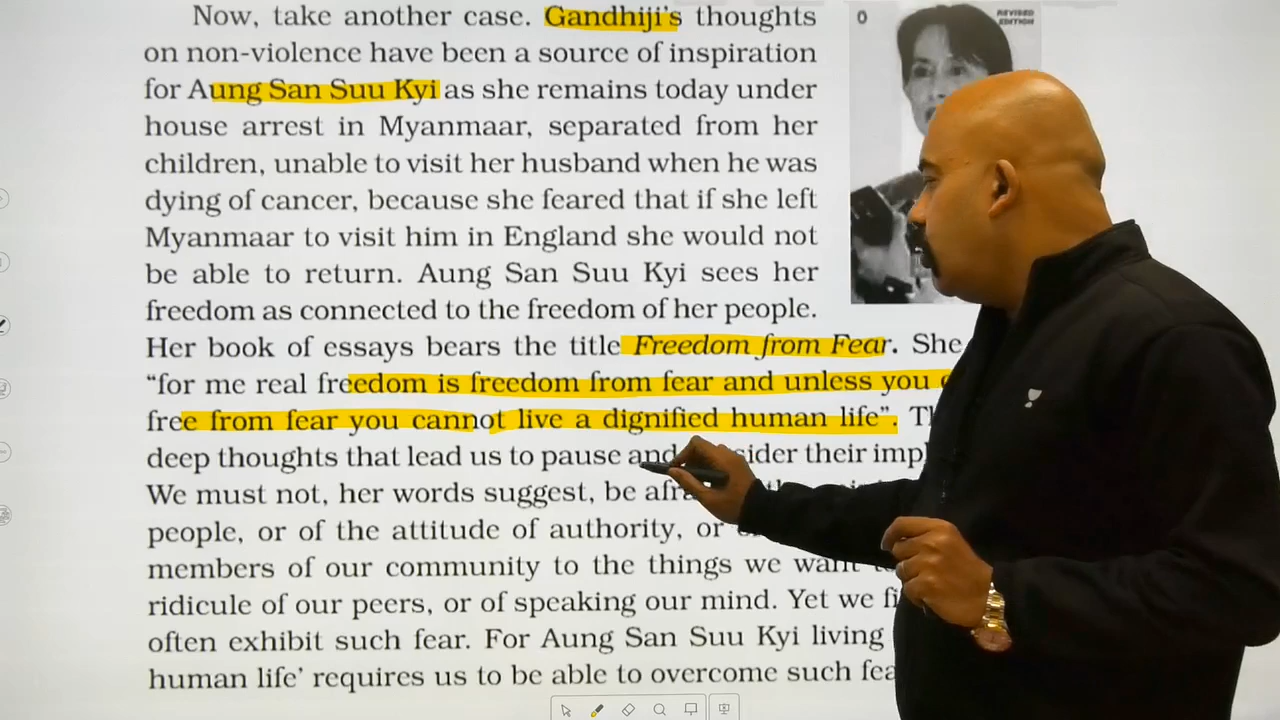 Now, take another case. Gandhiji's thoughts
on non-violence have been a source of inspiration
for Aung San Suu Kyi as she remains today under
house arrest in Myanmaar, separated from her
children, unable to visit her husband when he was
dying of cancer, because she feared that if she left
Myanmaar to visit him in England she would not
be able to return. Aung San Suu Kyi sees her
freedom as connected to the freedom of her people.
Her book of essays bears the title Freedom from Fear. She
“for me real freedom is freedom from fear and unless you
free from fear you cannot live a dignified human life”.
deep thoughts that lead us to pause and their
We must not, her words suggest, be
people, or of the attitude of authority, or
members of our community to the things we want
ridicule of our peers, or of speaking our mind. Yet we
often exhibit such fear. For Aung San Suu Kyi living
human life’ requires us to be able to overcome such
REVISED
EDITION